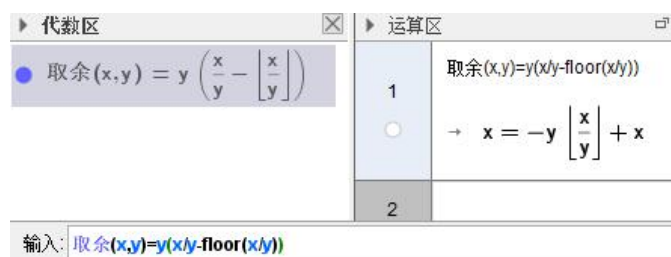 代数区
运算区
取余(x,y) = y (x/y − ⌊x/y⌋)
1
取余(x,y)=y(x/y-floor(x/y))
→ x = −y ⌊x/y⌋ + x
2
输入: 取余(x,y)=y(x/y-floor(x/y))